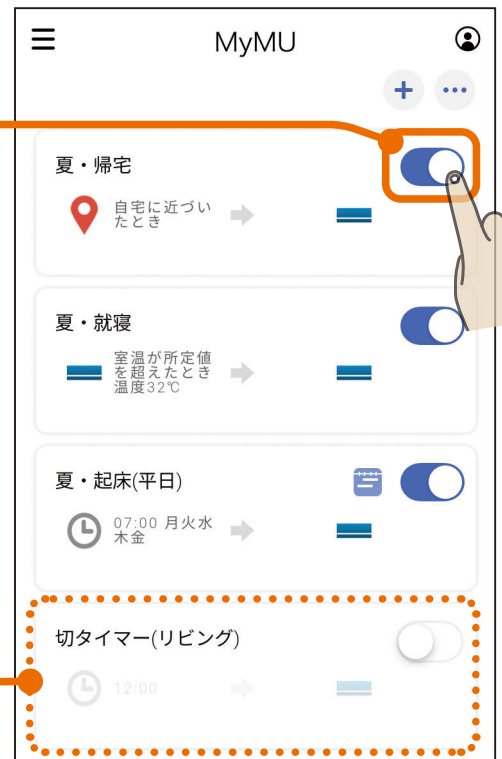 MyMU
夏・帰宅
自宅に近づい
たとき
夏・就寝
室温が所定値
を超えたとき
温度32℃
夏・起床(平日)
07:00 月火水
木金
切タイマー(リビング)
12:00